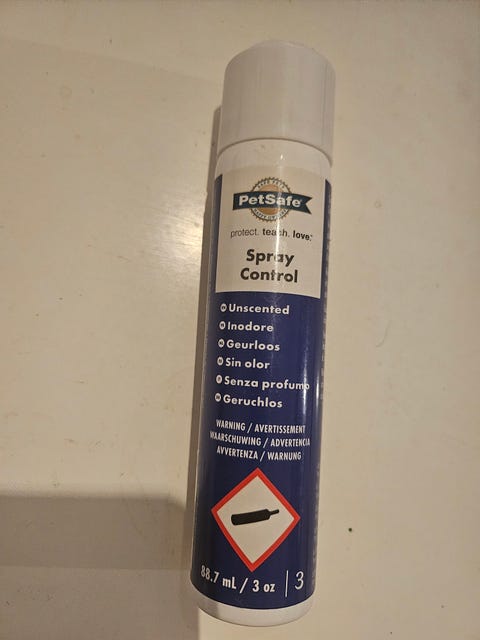 PetSafe®
protect. teach. love.™
Spray
Control
Unscented
Inodore
Geurloos
Sin olor
Senza profumo
Geruchlos
WARNING / AVERTISSEMENT
WAARSCHUWING / ADVERTENCIA
AVVERTENZA / WARNUNG
88.7 mL / 3 oz | 3